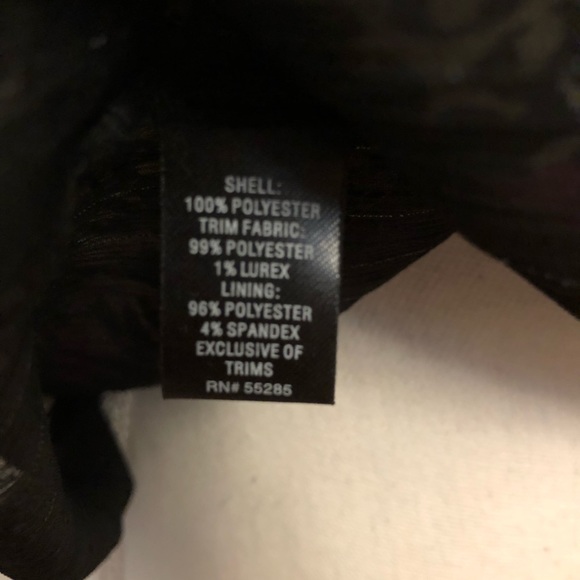 SHELL:
100% POLYESTER
TRIM FABRIC:
99% POLYESTER
1% LUREX
LINING:
96% POLYESTER
4% SPANDEX
EXCLUSIVE OF
TRIMS
RN# 55285